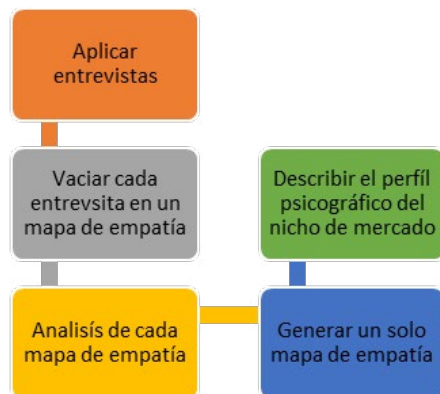 Aplicar
entrevistas
Vaciar cada
entrevsita en un
mapa de empatía
Analisís de cada
mapa de empatía
Generar un solo
mapa de empatía
Describir el perfíl
psicográfico del
nicho de mercado